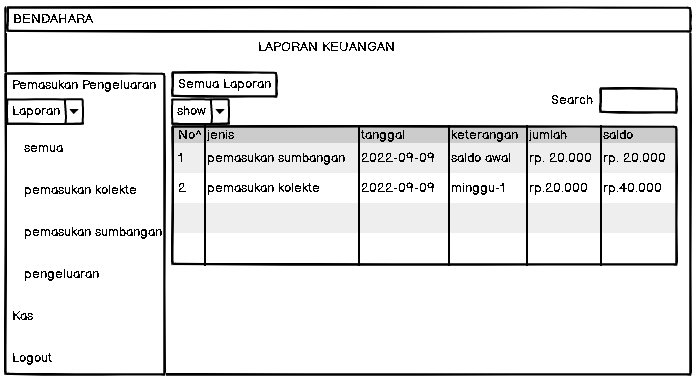 BENDAHARA
LAPORAN KEUANGAN
Pemasukan Pengeluaran
Laporan
semua
pemasukan kolekte
pemasukan sumbangan
pengeluaran
Kas
Logout
Semua Laporan
show
Search
No^ jenis tanggal keterangan jumlah saldo
1 pemasukan sumbangan 2022-09-09 saldo awal rp. 20.000 rp. 20.000
2 pemasukan kolekte 2022-09-09 minggu-1 rp.20.000 rp.40.000